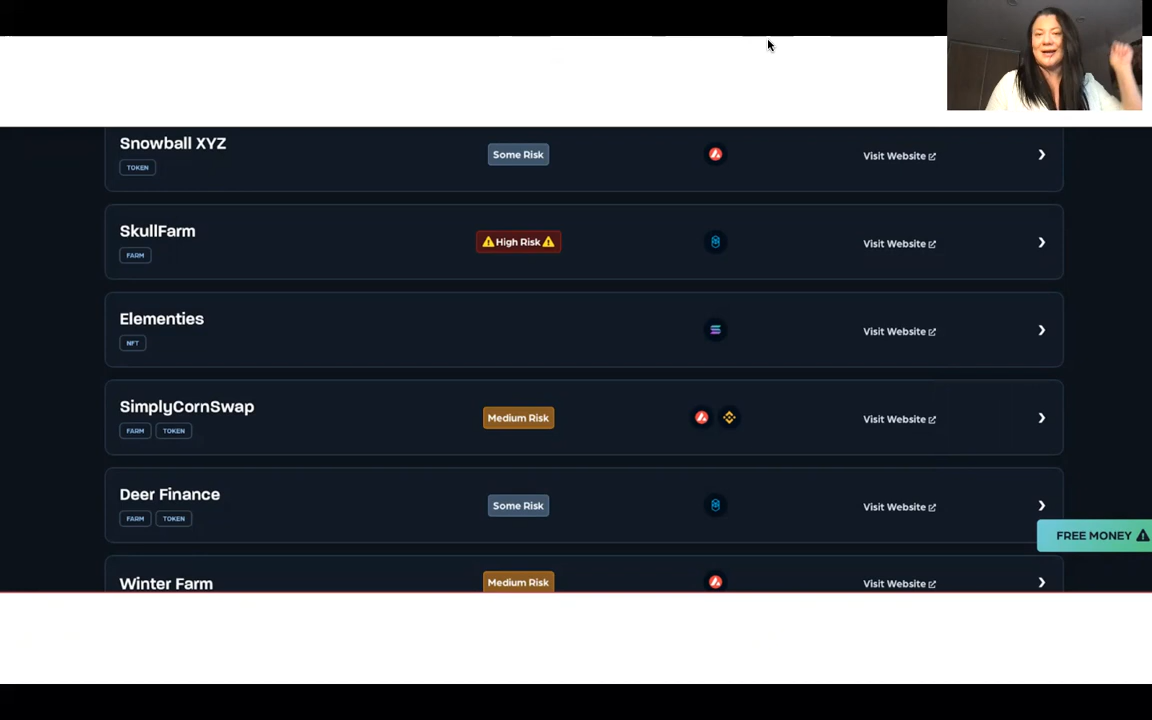 Snowball XYZ
TOKEN
Some Risk
Visit Website
SkullFarm
FARM
High Risk
Visit Website
Elementies
NFT
Visit Website
SimplyCornSwap
FARM TOKEN
Medium Risk
Visit Website
Deer Finance
FARM TOKEN
Some Risk
Visit Website
FREE MONEY
Winter Farm
Medium Risk
Visit Website